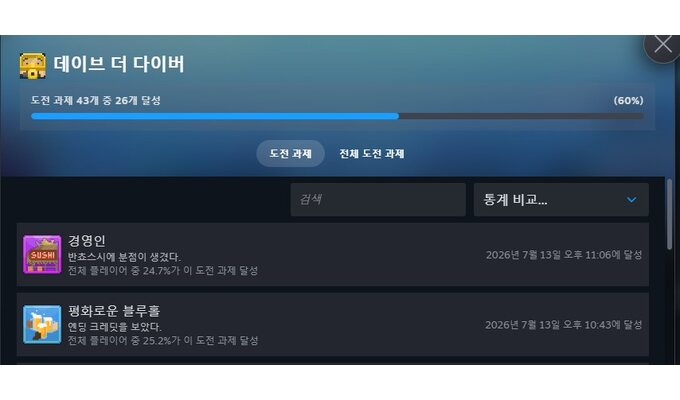 데이브 더 다이버
도전 과제 43개 중 26개 달성
(60%)
도전 과제
전체 도전 과제
검색
통계 비교...
경영인
반쵸스시에 분점이 생겼다.
전체 플레이어 중 24.7%가 이 도전 과제 달성
2026년 7월 13일 오후 11:06에 달성
SUSHI
평화로운 블루홀
엔딩 크레딧을 보았다.
전체 플레이어 중 25.2%가 이 도전 과제 달성
2026년 7월 13일 오후 10:43에 달성